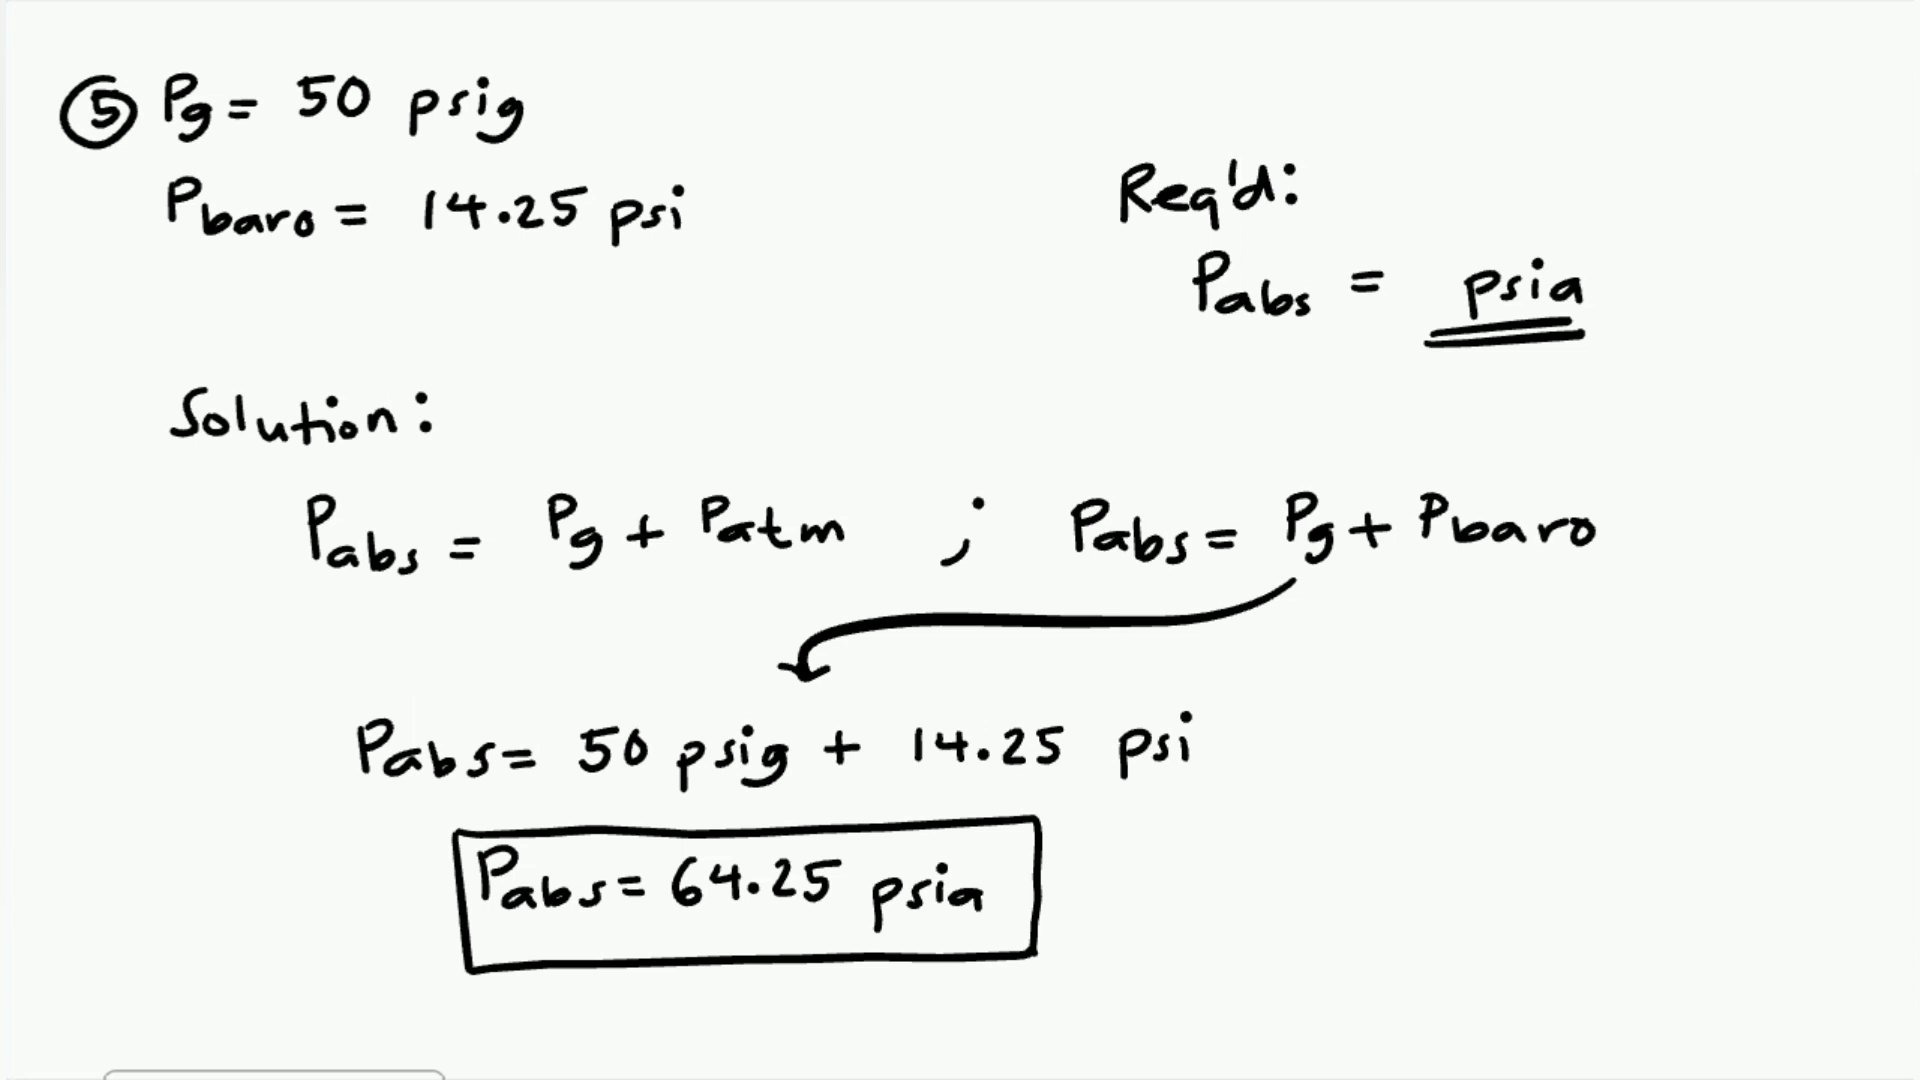 ⑤ Pg = 50 psig
Pbaro = 14.25 psi
Req'd:
Pabs = psia
Solution:
Pabs = Pg + Patm ; Pabs = Pg + Pbaro
Pabs = 50 psig + 14.25 psi
Pabs = 64.25 psia